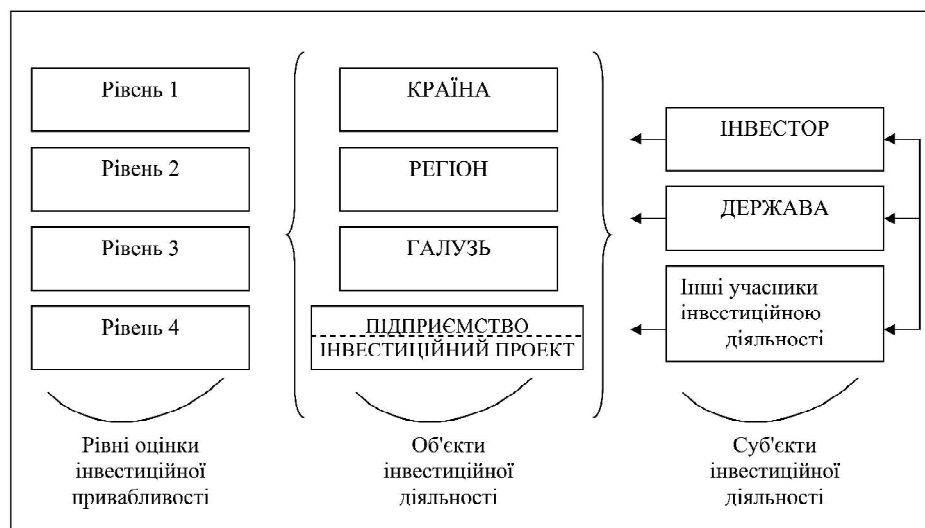 Рівень 1
Рівень 2
Рівень 3
Рівень 4
Рівні оцінки
інвестиційної
привабливості
КРАЇНА
РЕГІОН
ГАЛУЗЬ
ПІДПРИЄМСТВО
ІНВЕСТИЦІЙНИЙ ПРОЕКТ
Об'єкти
інвестиційної
діяльності
ІНВЕСТОР
ДЕРЖАВА
Інші учасники
інвестиційною
діяльності
Суб'єкти
інвестиційної
діяльності